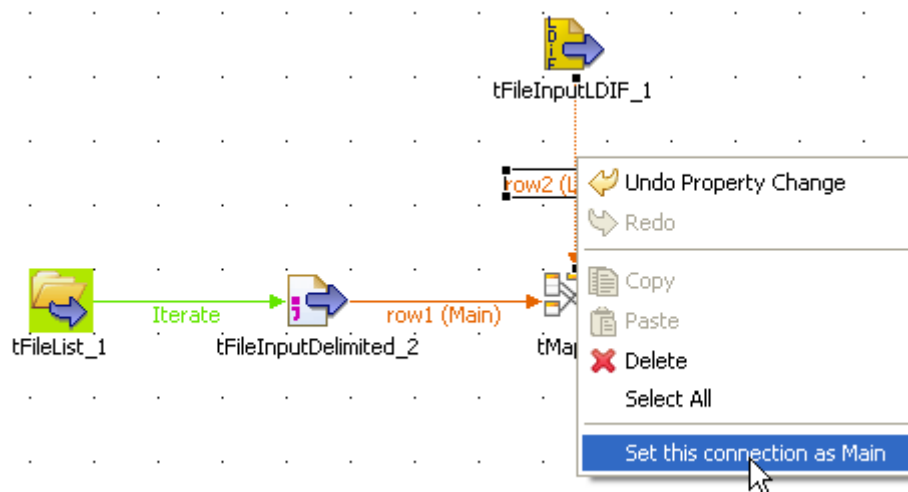 LDIF
tFileInputLDIF_1
row2 (L
Undo Property Change
Redo
Copy
Iterate
row1 (Main)
Paste
tFileList_1
tFileInputDelimited_2
tMap
Delete
Select All
Set this connection as Main